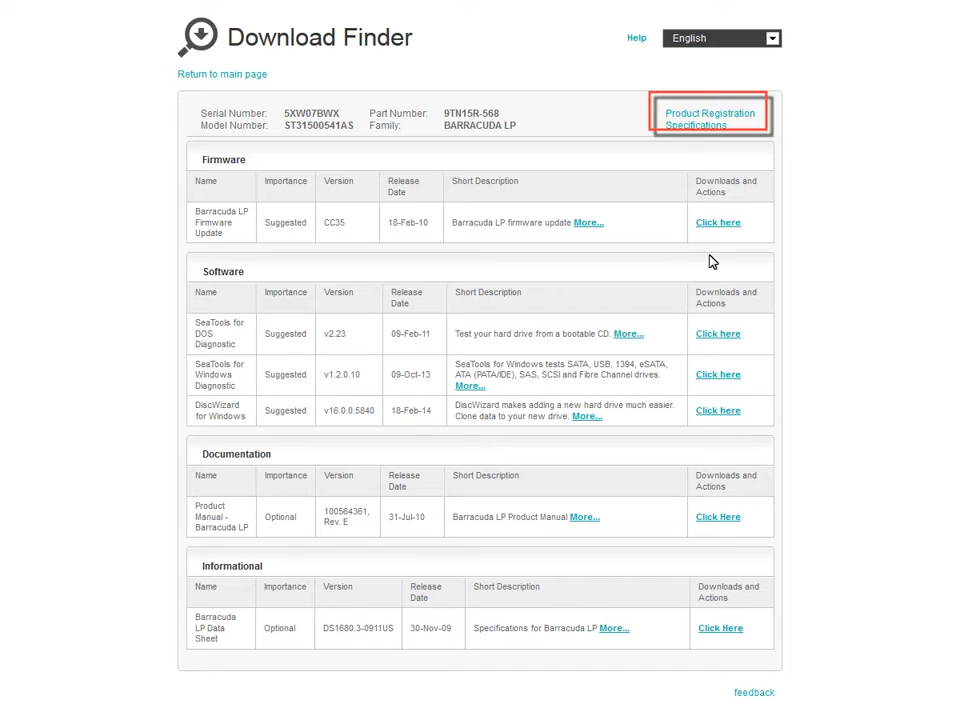 Download Finder
Help
English
Return to main page
Serial Number: 5XW07BWX Part Number: 9TN15R-568 Product Registration
Model Number: ST31500541AS Family: BARRACUDA LP Specifications
Firmware
Name Importance Version Release Date Short Description Downloads and Actions
Barracuda LP Firmware Update Suggested CC35 18-Feb-10 Barracuda LP firmware update More... Click here
Software
Name Importance Version Release Date Short Description Downloads and Actions
SeaTools for DOS Diagnostic Suggested v2.23 09-Feb-11 Test your hard drive from a bootable CD. More... Click here
SeaTools for Windows Diagnostic Suggested v1.2.0.10 09-Oct-13 SeaTools for Windows tests SATA, USB, 1394, eSATA, ATA (PATA/IDE), SAS, SCSI and Fibre Channel drives. More... Click here
DiscWizard for Windows Suggested v16.0.0.5840 18-Feb-14 DiscWizard makes adding a new hard drive much easier. Clone data to your new drive. More... Click here
Documentation
Name Importance Version Release Date Short Description Downloads and Actions
Product Manual - Barracuda LP Optional 100564361, Rev. E 31-Jul-10 Barracuda LP Product Manual More... Click Here
Informational
Name Importance Version Release Date Short Description Downloads and Actions
Barracuda LP Data Sheet Optional DS1680.3-0911US 30-Nov-09 Specifications for Barracuda LP More... Click Here
feedback